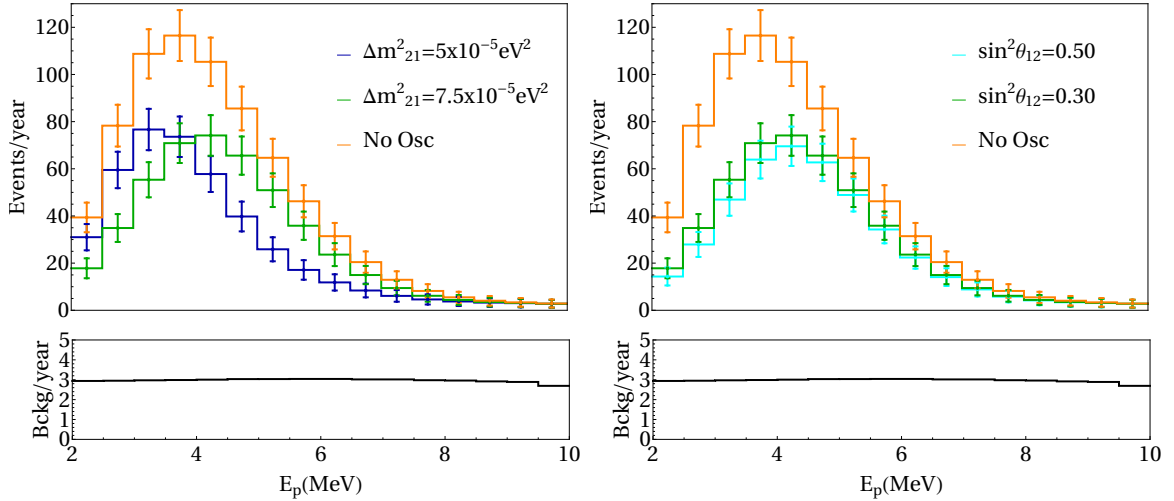 120
100
80
60
40
20
0
Events/year
Δm²₂₁=5x10⁻⁵eV²
Δm²₂₁=7.5x10⁻⁵eV²
No Osc
5
4
3
2
1
0
Bckg/year
2 4 6 8 10
Eₚ(MeV)
120
100
80
60
40
20
0
Events/year
sin²θ₁₂=0.50
sin²θ₁₂=0.30
No Osc
5
4
3
2
1
0
Bckg/year
2 4 6 8 10
Eₚ(MeV)